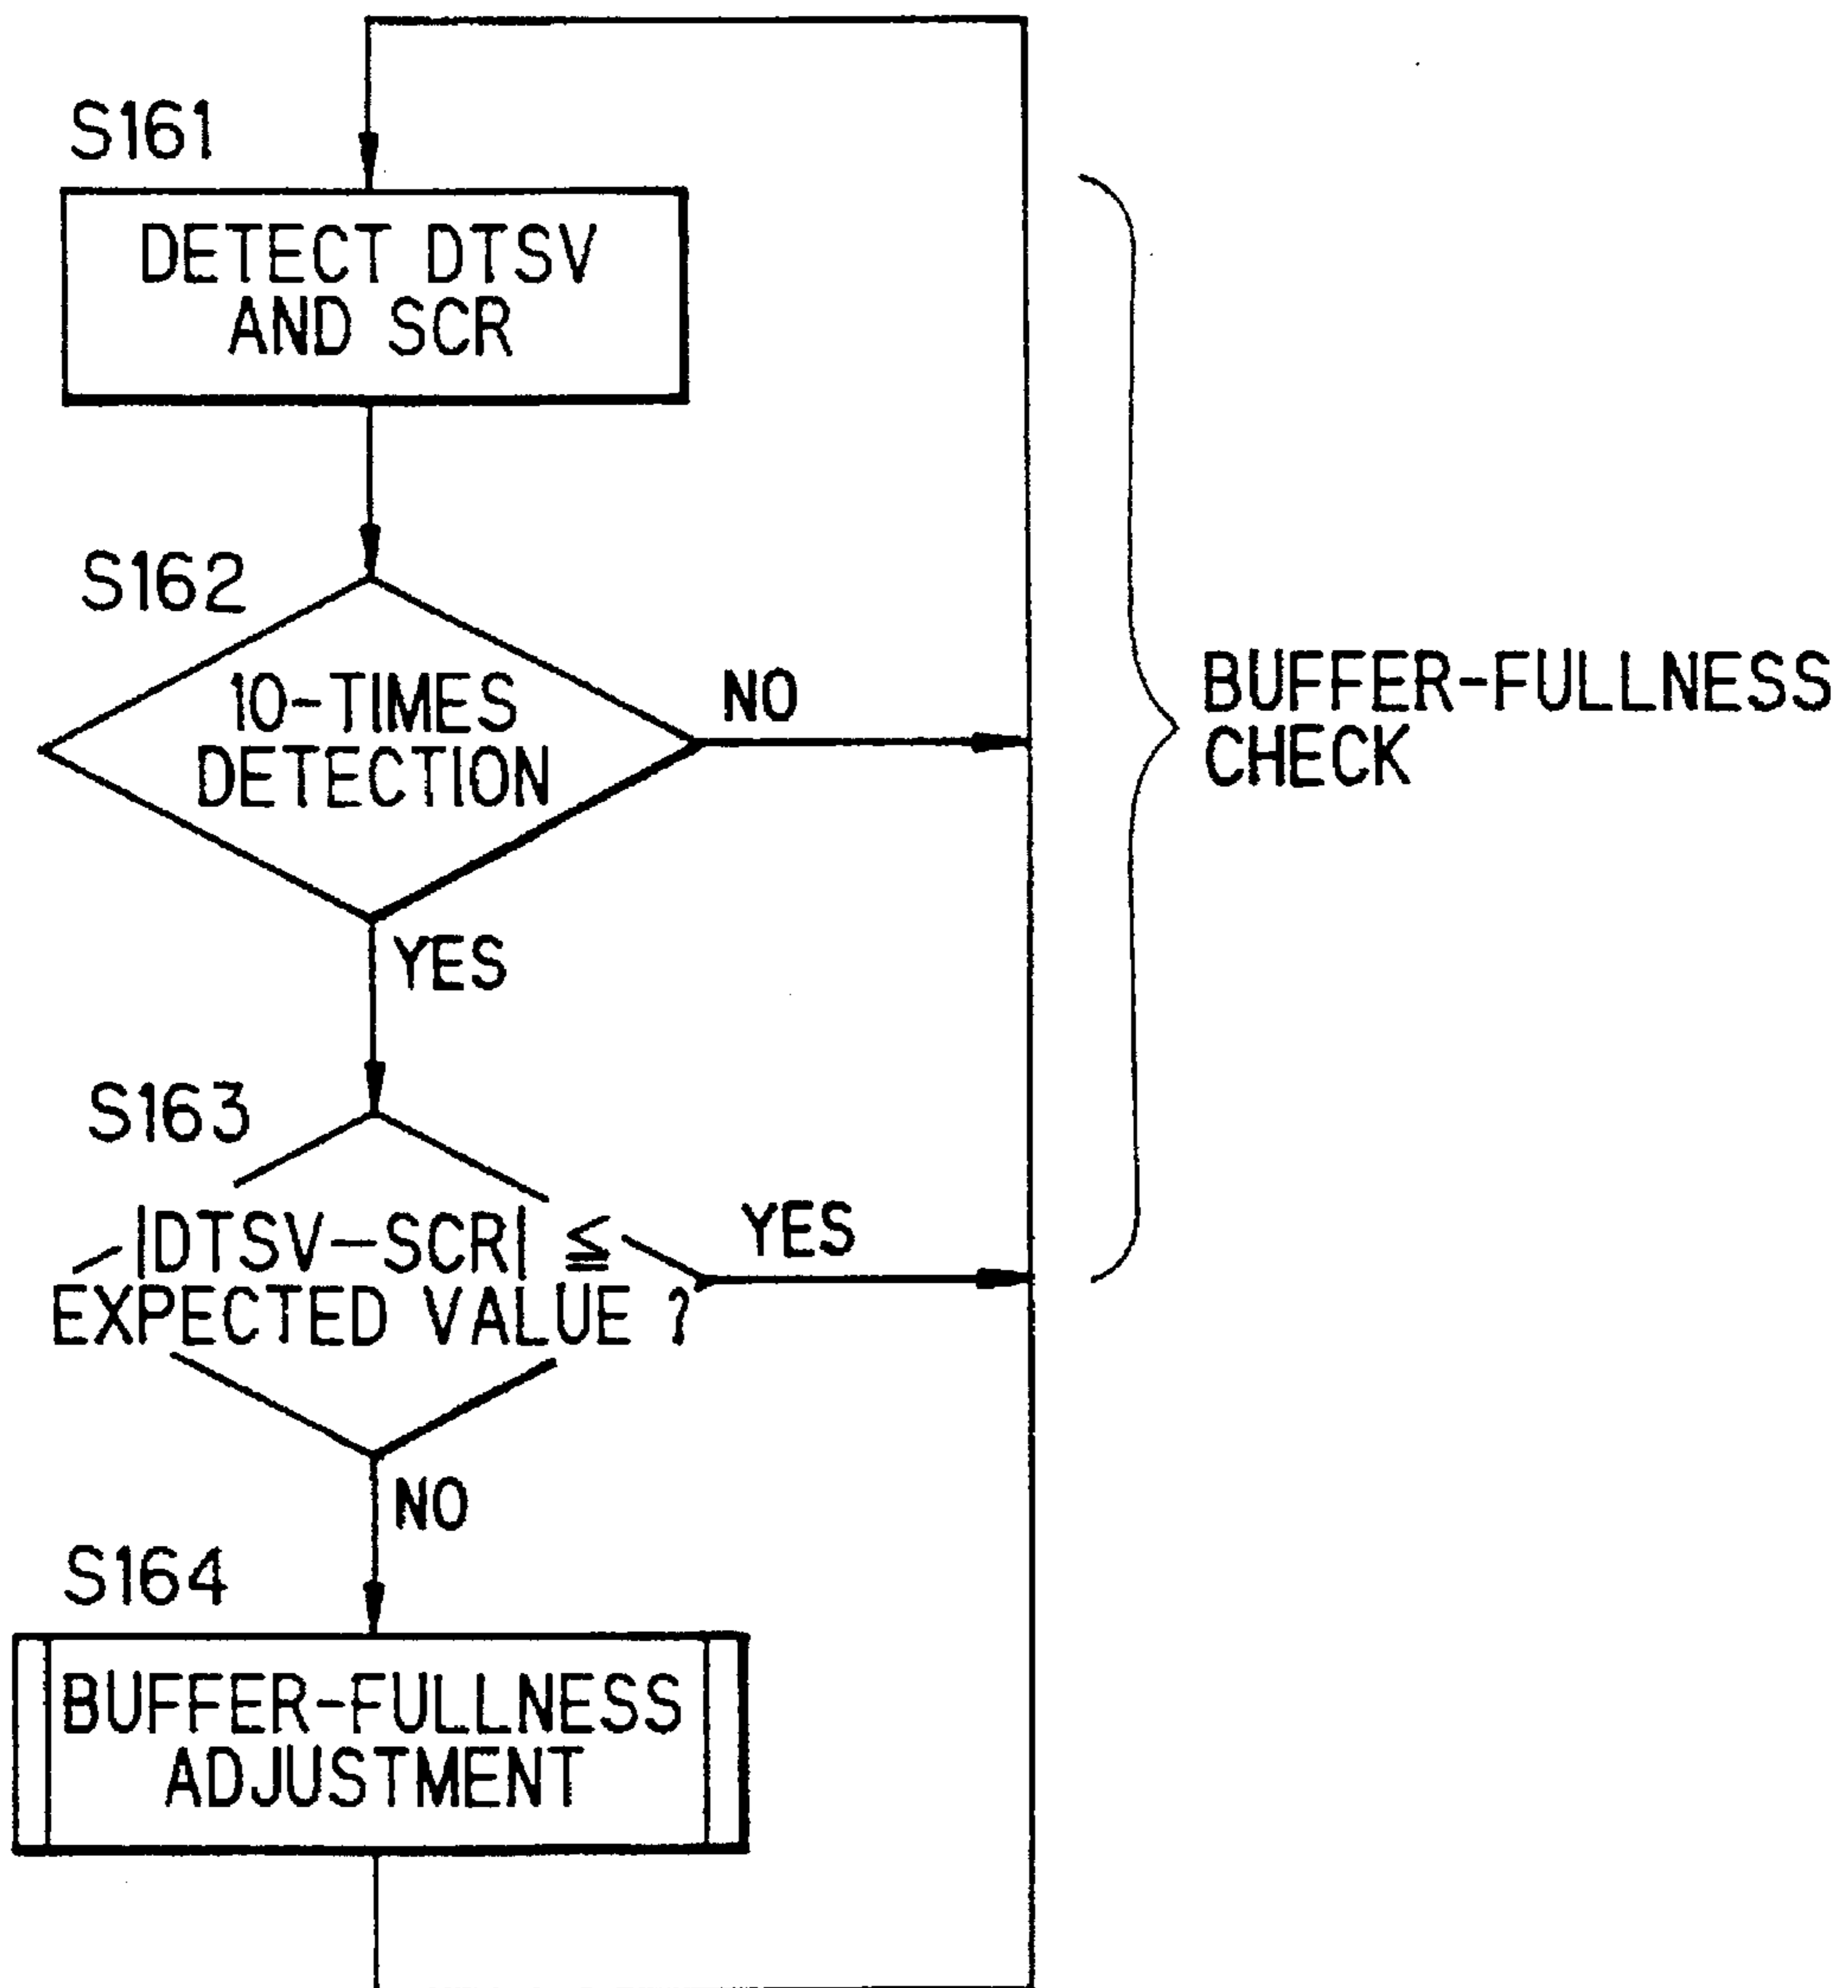 S161
DETECT DTSV
AND SCR
S162
10-TIMES
DETECTION
NO
YES
BUFFER-FULLNESS
CHECK
S163
|DTSV-SCR| ≦
EXPECTED VALUE ?
YES
NO
S164
BUFFER-FULLNESS
ADJUSTMENT